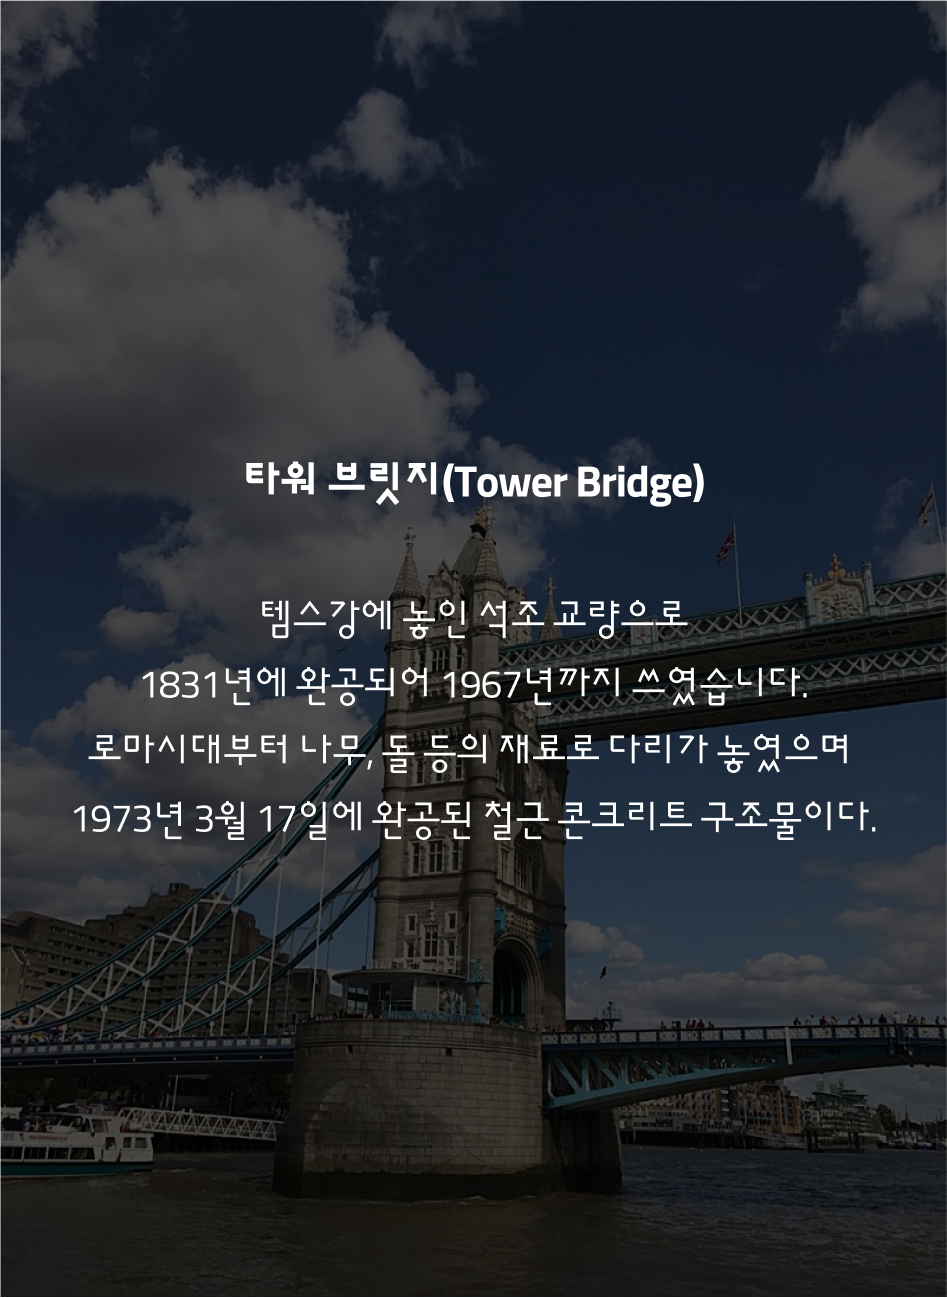 타워 브릿지(Tower Bridge)
템스강에 놓인 석조 교량으로
1831년에 완공되어 1967년까지 쓰였습니다.
로마시대부터 나무, 돌 등의 재료로 다리가 놓였으며
1973년 3월 17일에 완공된 철근 콘크리트 구조물이다.